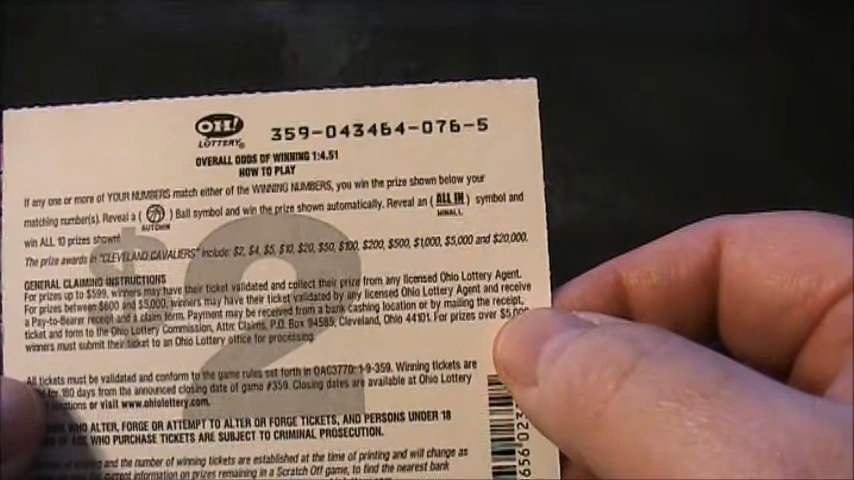 OH!
LOTTERY®
359-043464-076-5
OVERALL ODDS OF WINNING 1:4.51
HOW TO PLAY
If any one or more of YOUR NUMBERS match either of the WINNING NUMBERS, you win the prize shown below your
matching number(s). Reveal a ( ) Ball symbol and win the prize shown automatically. Reveal an ( ALL IN ) symbol and
AUTOWIN
WINALL
win ALL 10 prizes shown!
The prize awards in "CLEVELAND CAVALIERS" include: $2, $4, $5, $10, $20, $50, $100, $200, $500, $1,000, $5,000 and $20,000.
$2
GENERAL CLAIMING INSTRUCTIONS
For prizes up to $599, winners may have their ticket validated and collect their prize from any licensed Ohio Lottery Agent.
For prizes between $600 and $5,000, winners may have their ticket validated by any licensed Ohio Lottery Agent and receive
a Pay-to-Bearer receipt and a claim form. Payment may be received from a bank cashing location or by mailing the receipt,
ticket and form to the Ohio Lottery Commission, Attn: Claims, P.O. Box 94585, Cleveland, Ohio 44101. For prizes over $5,000
winners must submit their ticket to an Ohio Lottery office for processing.
All tickets must be validated and conform to the game rules set forth in OAC3770:1-9-359. Winning tickets are
for 180 days from the announced closing date of game #359. Closing dates are available at Ohio Lottery
or visit www.ohiolottery.com.
WHO ALTER, FORGE OR ATTEMPT TO ALTER OR FORGE TICKETS, AND PERSONS UNDER 18
OF AGE WHO PURCHASE TICKETS ARE SUBJECT TO CRIMINAL PROSECUTION.
of winning and the number of winning tickets are established at the time of printing and will change as
current information on prizes remaining in a Scratch Off game, to find the nearest bank
656023